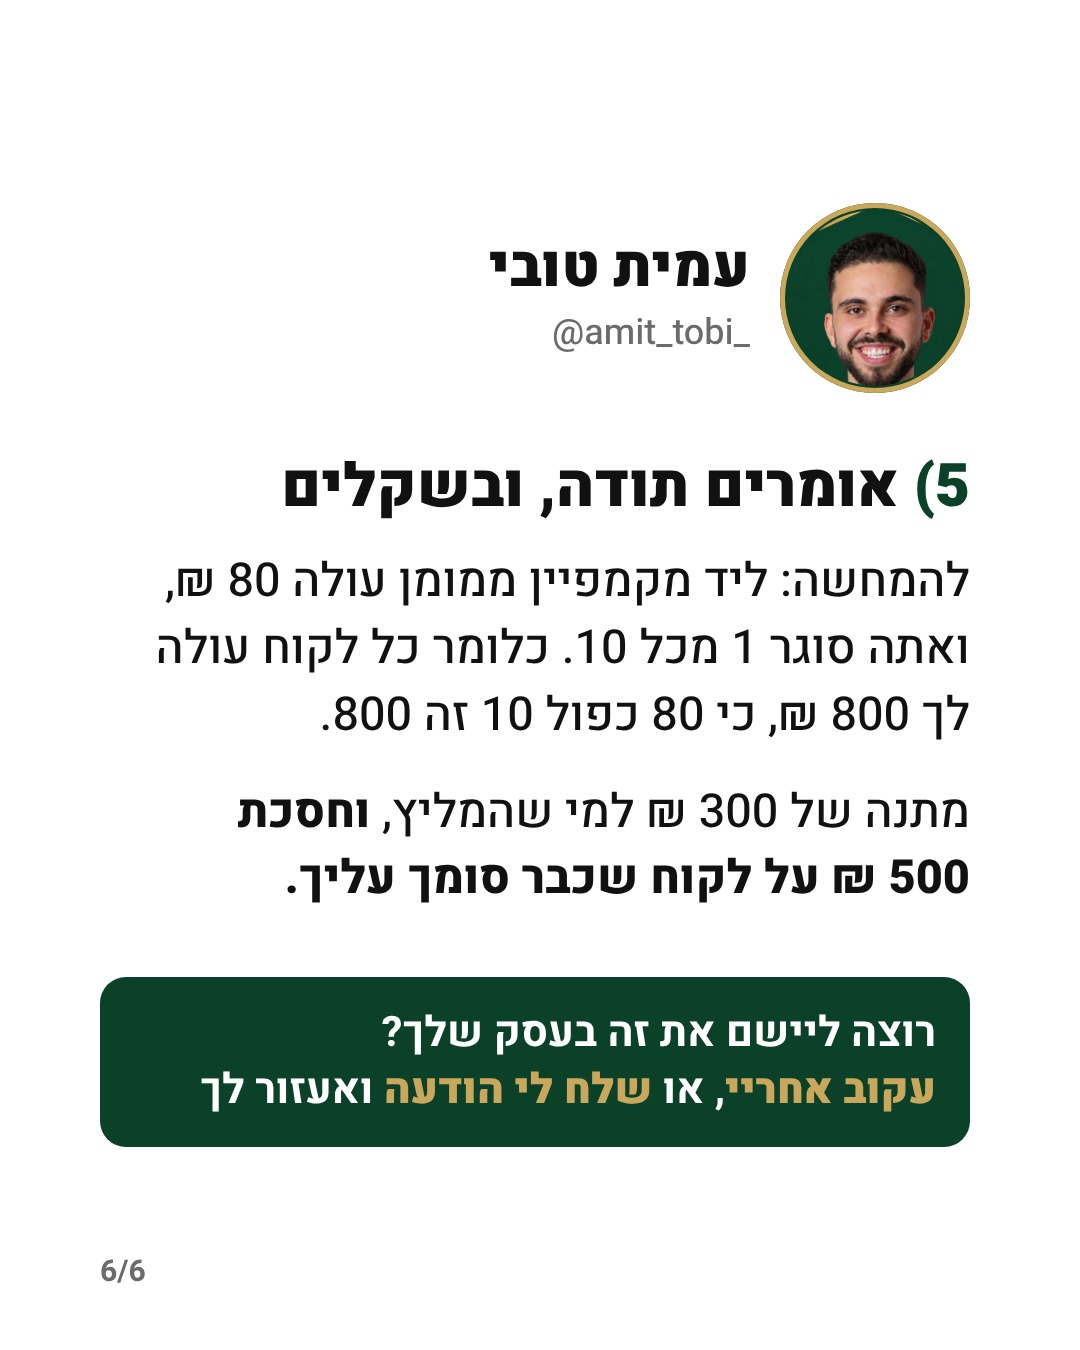 עמית טובי
@amit_tobi_
5) אומרים תודה, ובשקלים
להמחשה: ליד מקמפיין ממומן עולה 80 ₪,
ואתה סוגר 1 מכל 10. כלומר כל לקוח עולה
לך 800 ₪, כי 80 כפול 10 זה 800.
מתנה של 300 ₪ למי שהמליץ, וחסכת
500 ₪ על לקוח שכבר סומך עליך.
רוצה ליישם את זה בעסק שלך?
עקוב אחריי, או שלח לי הודעה ואעזור לך
6/6